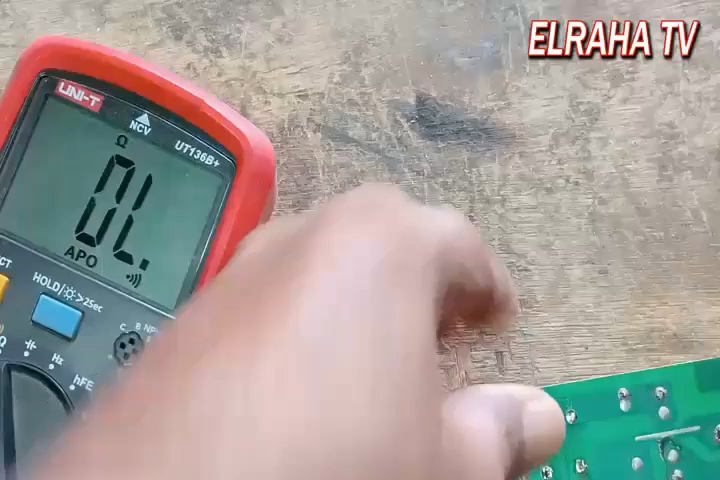 ELRAHA TV
UNI-T
NCV
UT136B+
Ω
0L.
APO
HOLD/☼>2Sec
C B
Hz
hFE